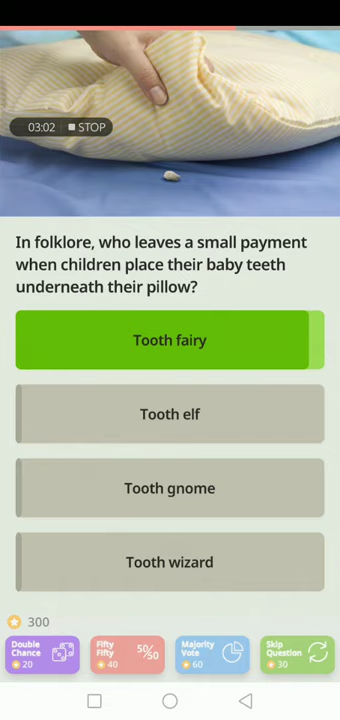 03:02 STOP
In folklore, who leaves a small payment
when children place their baby teeth
underneath their pillow?
Tooth fairy
Tooth elf
Tooth gnome
Tooth wizard
300
Double
Chance
20
Fifty
Fifty
50/50
40
Majority
Vote
60
Skip
Question
30